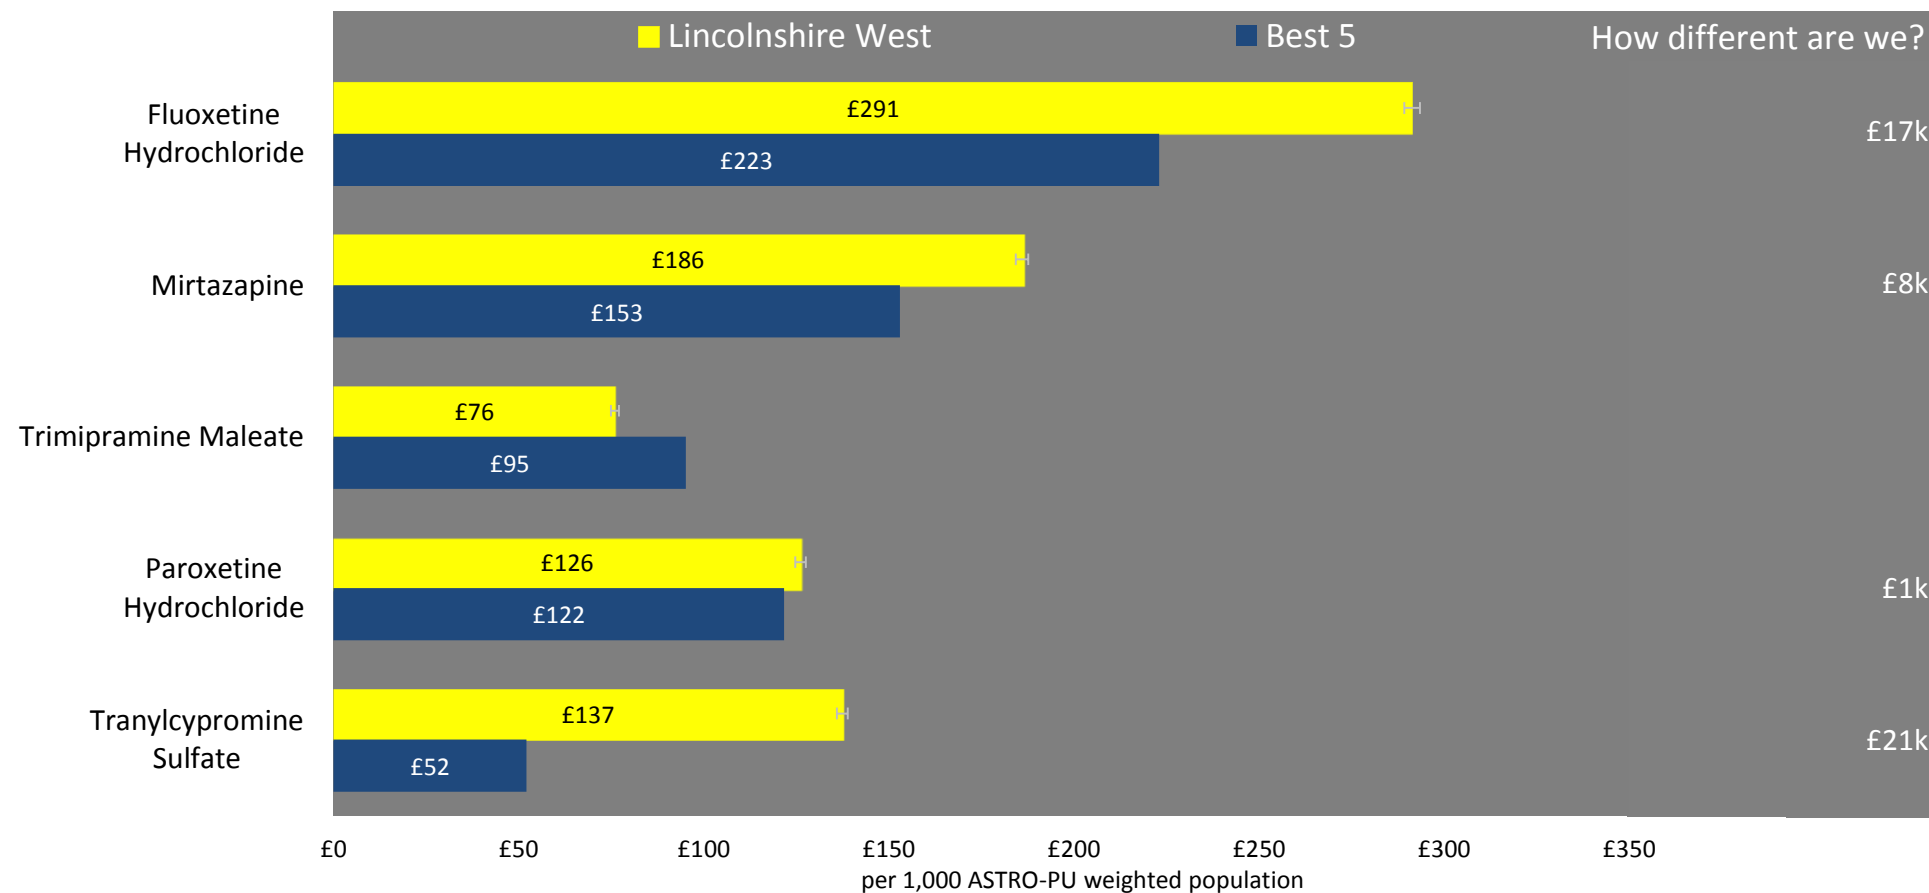 Lincolnshire West
Best 5
How different are we?
Fluoxetine
Hydrochloride
£291
£223
£17k
Mirtazapine
£186
£153
£8k
Trimipramine Maleate
£76
£95
Paroxetine
Hydrochloride
£126
£122
£1k
Tranylcypromine
Sulfate
£137
£52
£21k
£0 £50 £100 £150 £200 £250 £300 £350
per 1,000 ASTRO-PU weighted population